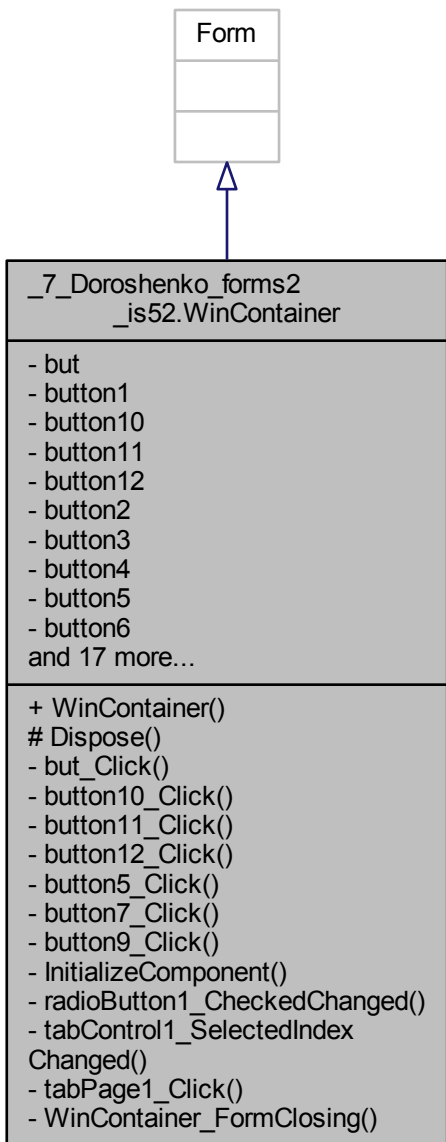 Form
_7_Doroshenko_forms2
_is52.WinContainer
- but
- button1
- button10
- button11
- button12
- button2
- button3
- button4
- button5
- button6
and 17 more...
+ WinContainer()
# Dispose()
- but_Click()
- button10_Click()
- button11_Click()
- button12_Click()
- button5_Click()
- button7_Click()
- button9_Click()
- InitializeComponent()
- radioButton1_CheckedChanged()
- tabControl1_SelectedIndex
Changed()
- tabPage1_Click()
- WinContainer_FormClosing()